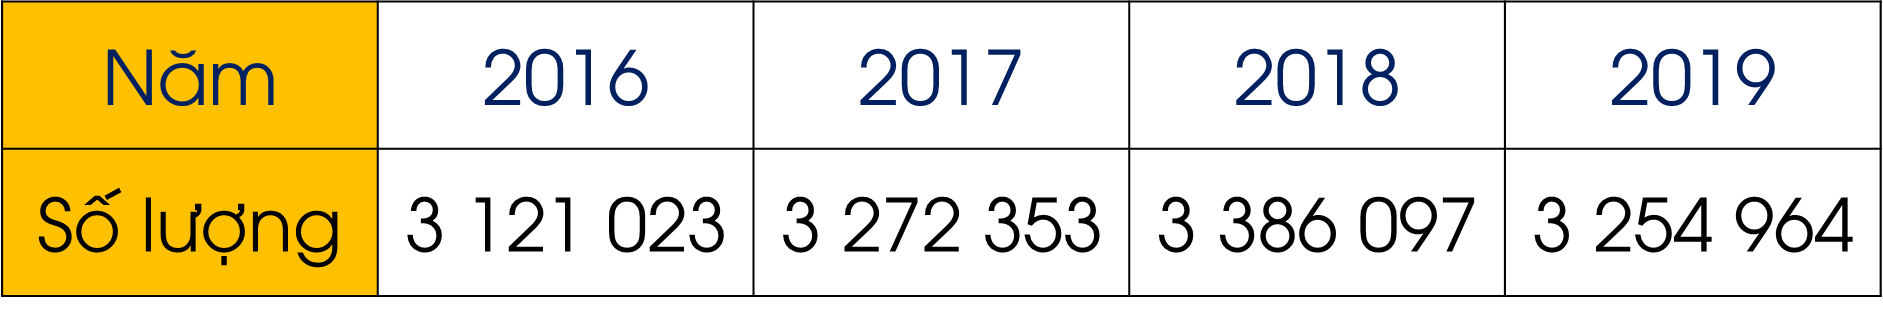 Năm 2016 2017 2018 2019
Số lượng 3 121 023 3 272 353 3 386 097 3 254 964